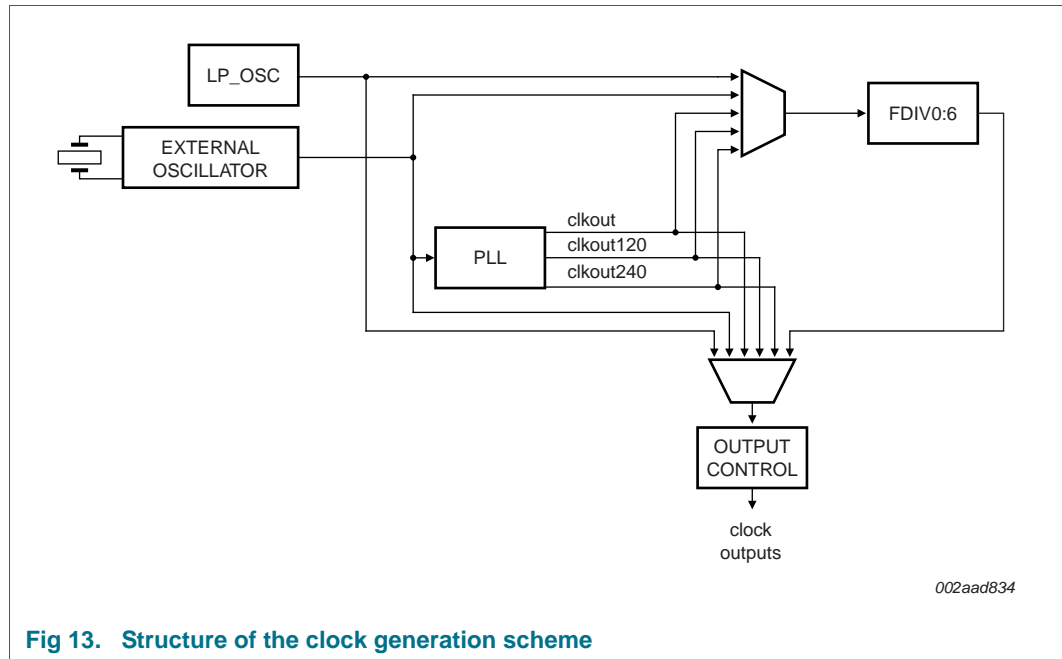 LP_OSC
EXTERNAL
OSCILLATOR
FDIV0:6
PLL
clkout
clkout120
clkout240
OUTPUT
CONTROL
clock
outputs
002aad834
Fig 13. Structure of the clock generation scheme